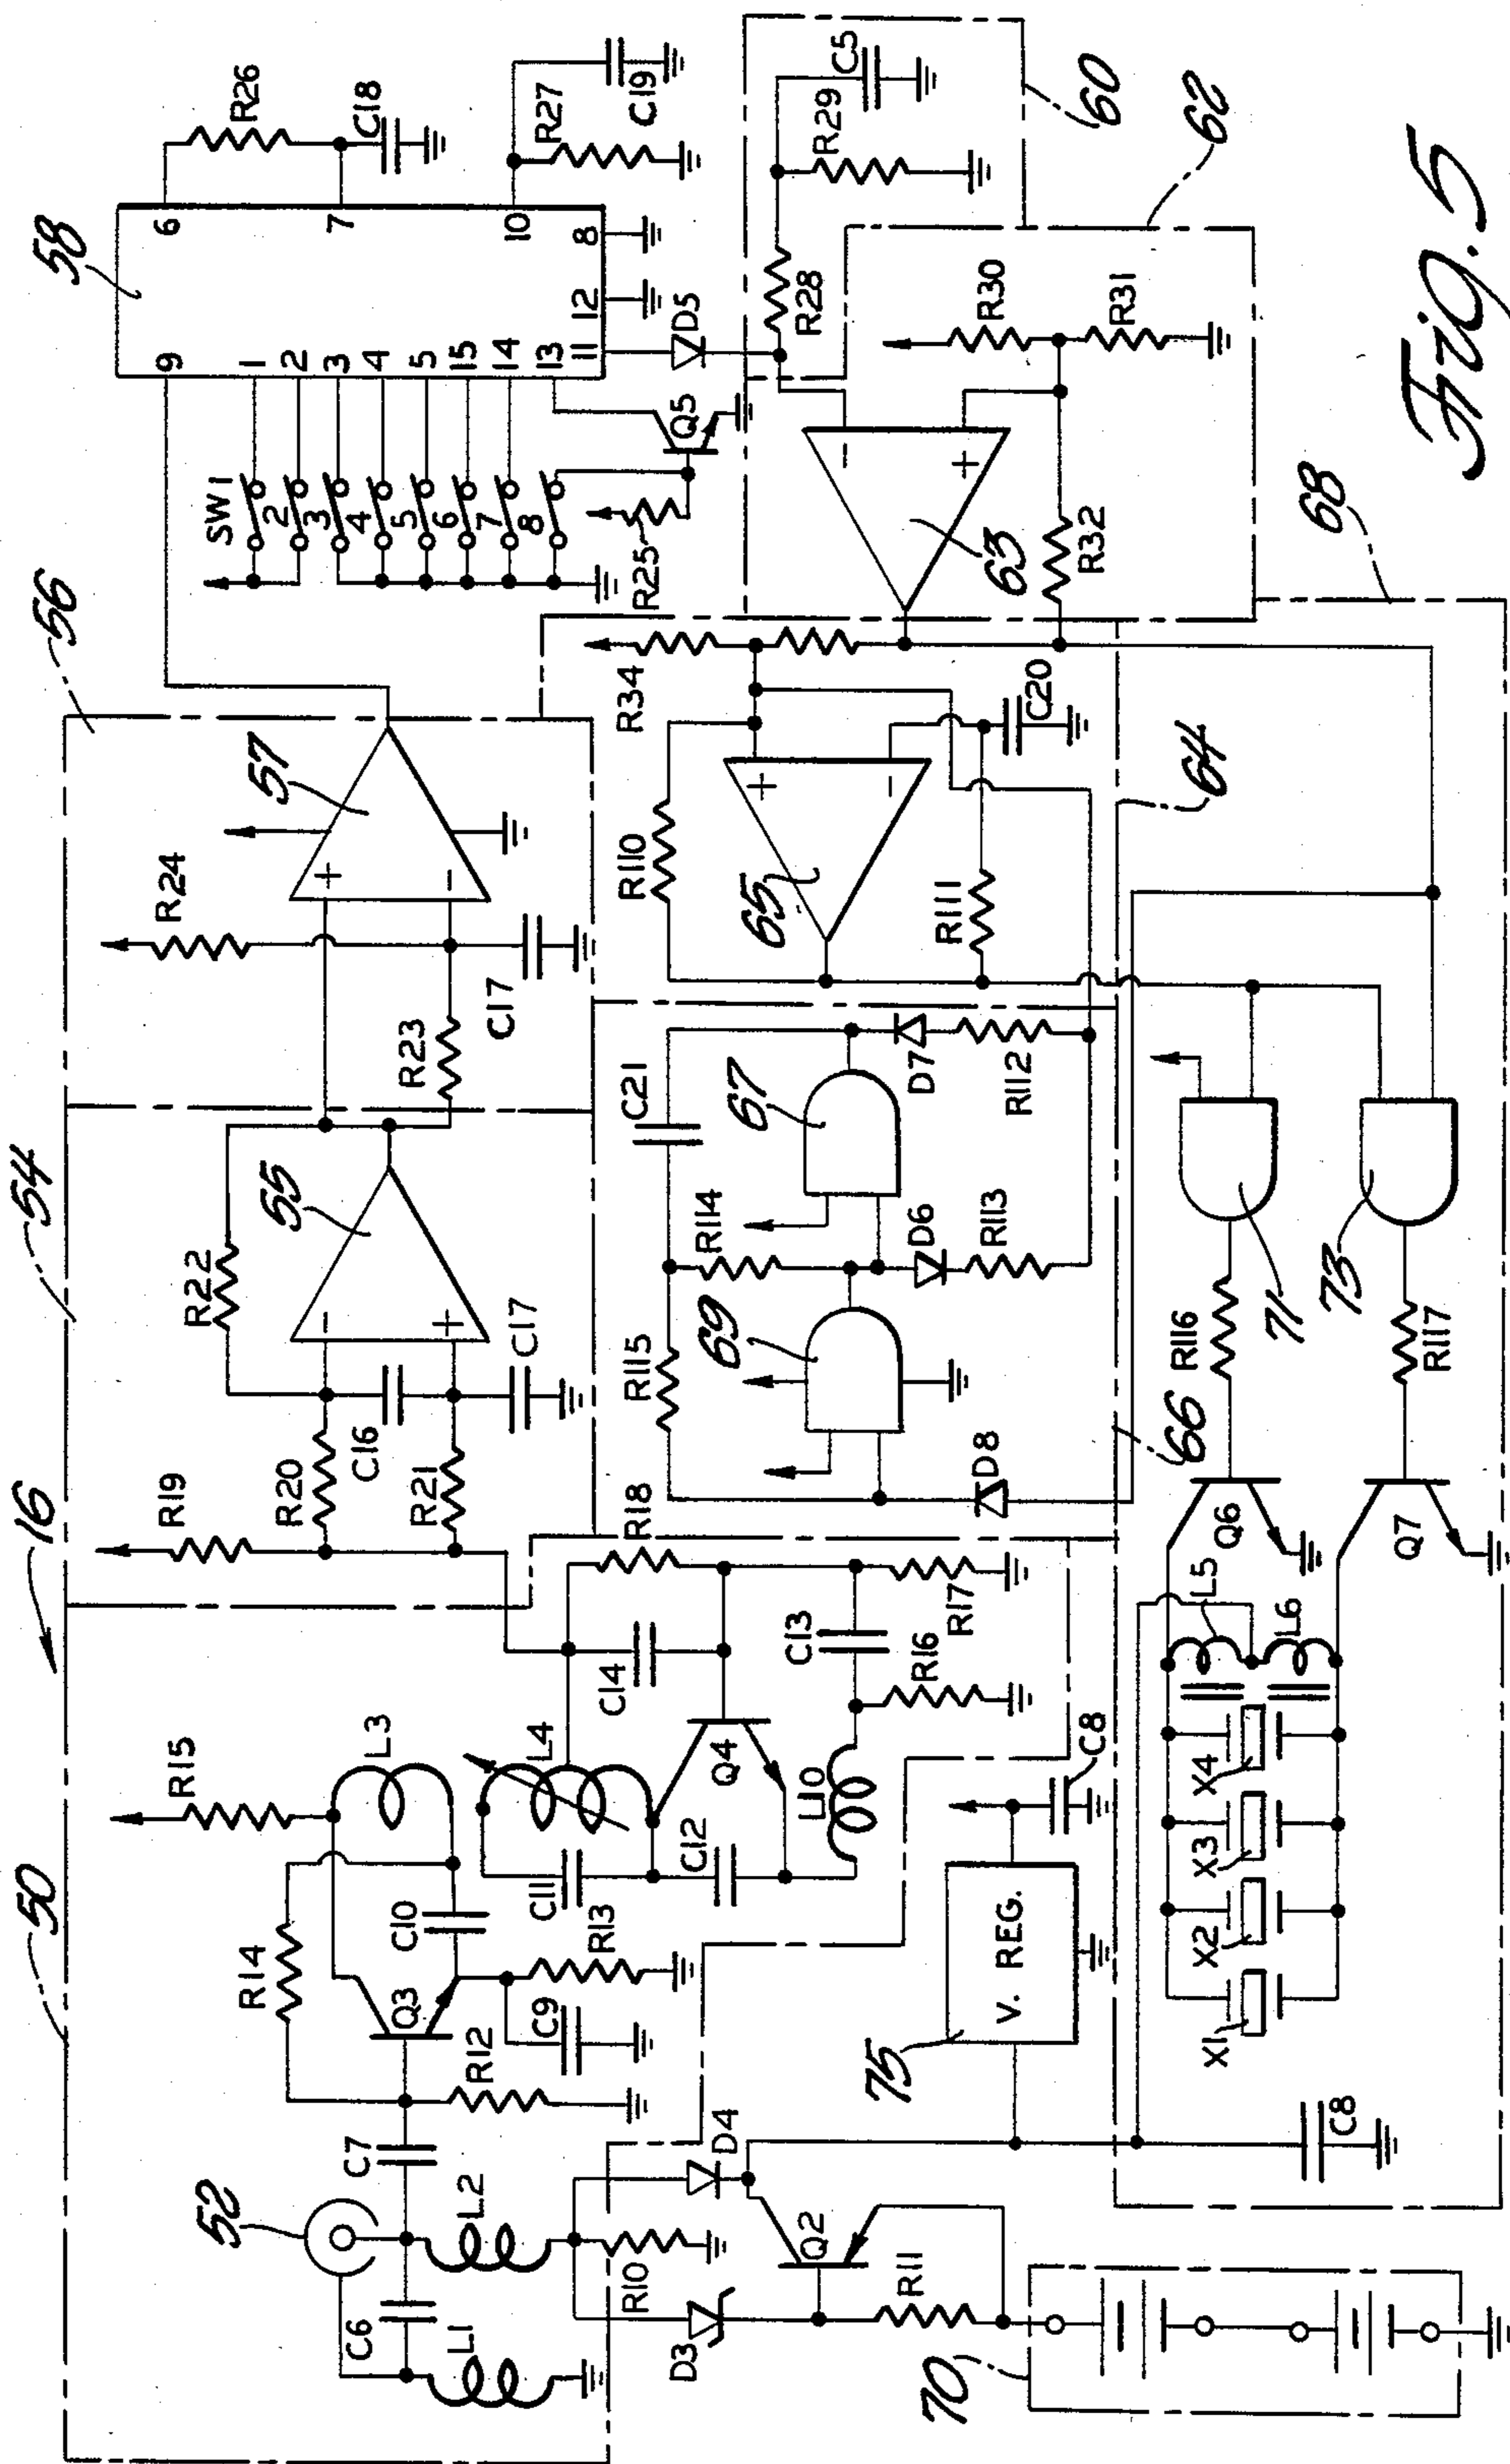 50
16
54
56
58
52
C6
L1
C7
L2
R14
Q3
R12
C9
R13
C10
R15
L3
C11
L4
C12
Q4
L10
C14
C13
R16
R17
R18
R19
R20
R21
C16
C17
R22
55
−
+
R23
C17
R24
57
+
−
9
1
2
3
4
5
15
14
13
11
12
8
10
7
6
R26
C18
R27
C19
SW1
2
3
4
5
6
7
8
R25
Q5
D5
R28
R29
C5
60
62
R30
R31
R32
63
−
+
R34
R110
65
+
−
R111
C20
64
C21
67
D7
R112
R114
D6
R113
R115
69
D8
66
68
71
73
R116
R117
Q6
Q7
L5
L6
X1
X2
X3
X4
R10
D3
D4
Q2
R11
70
75
V. REG.
C8
C8
Fig. 5